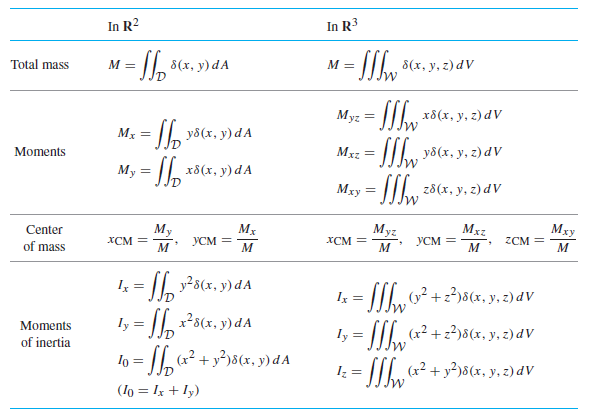 In R² In R³
Total mass M = ∬_D δ(x, y) dA M = ∭_W δ(x, y, z) dV
Moments
M_x = ∬_D yδ(x, y) dA
M_y = ∬_D xδ(x, y) dA
M_yz = ∭_W xδ(x, y, z) dV
M_xz = ∭_W yδ(x, y, z) dV
M_xy = ∭_W zδ(x, y, z) dV
Center
of mass
x_CM = M_y/M, y_CM = M_x/M
x_CM = M_yz/M, y_CM = M_xz/M, z_CM = M_xy/M
Moments
of inertia
I_x = ∬_D y²δ(x, y) dA
I_y = ∬_D x²δ(x, y) dA
I_0 = ∬_D (x² + y²)δ(x, y) dA
(I_0 = I_x + I_y)
I_x = ∭_W (y² + z²)δ(x, y, z) dV
I_y = ∭_W (x² + z²)δ(x, y, z) dV
I_z = ∭_W (x² + y²)δ(x, y, z) dV